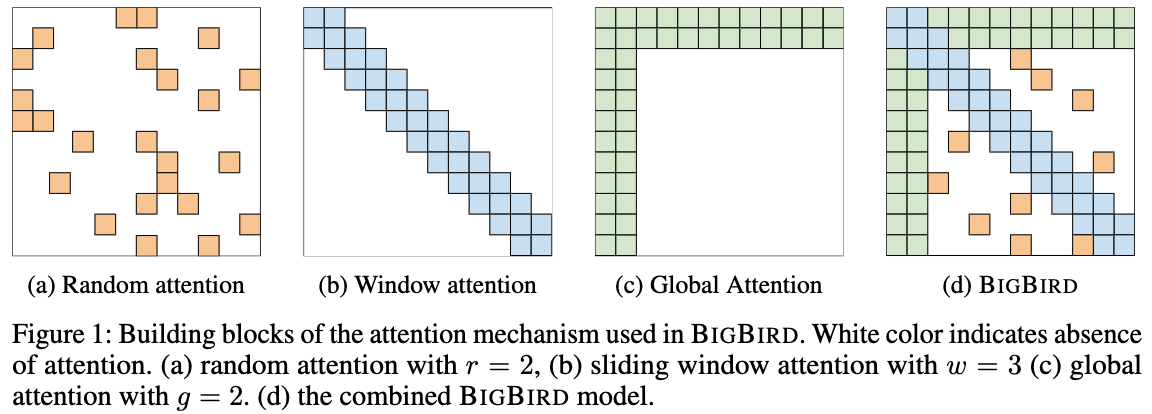 (a) Random attention
(b) Window attention
(c) Global Attention
(d) BIGBIRD
Figure 1: Building blocks of the attention mechanism used in BIGBIRD. White color indicates absence
of attention. (a) random attention with r = 2, (b) sliding window attention with w = 3 (c) global
attention with g = 2. (d) the combined BIGBIRD model.